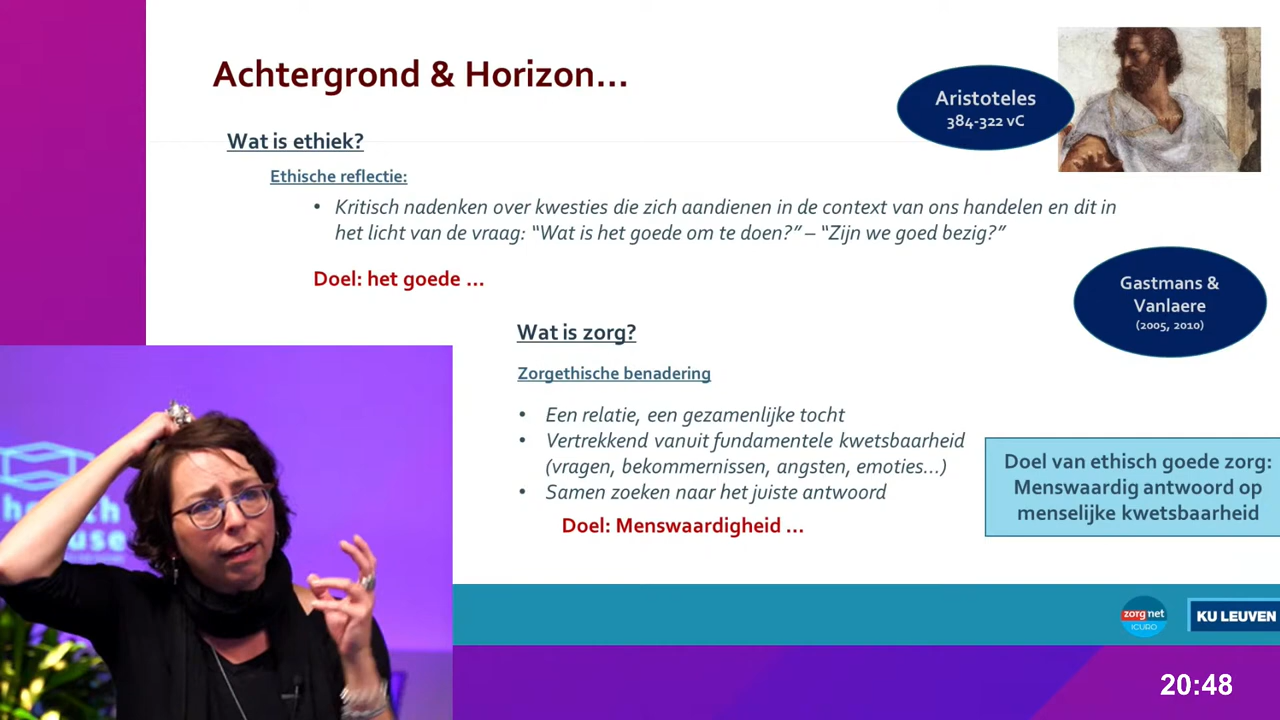 Achtergrond & Horizon...
Aristoteles
384-322 vC
Wat is ethiek?
Ethische reflectie:
• Kritisch nadenken over kwesties die zich aandienen in de context van ons handelen en dit in
het licht van de vraag: “Wat is het goede om te doen?” – “Zijn we goed bezig?”
Doel: het goede ...
Gastmans &
Vanlaere
(2005, 2010)
Wat is zorg?
Zorgethische benadering
• Een relatie, een gezamenlijke tocht
• Vertrekkend vanuit fundamentele kwetsbaarheid
(vragen, bekommernissen, angsten, emoties...)
• Samen zoeken naar het juiste antwoord
Doel: Menswaardigheid ...
Doel van ethisch goede zorg:
Menswaardig antwoord op
menselijke kwetsbaarheid
zorgnet
ICURO
KU LEUVEN
20:48